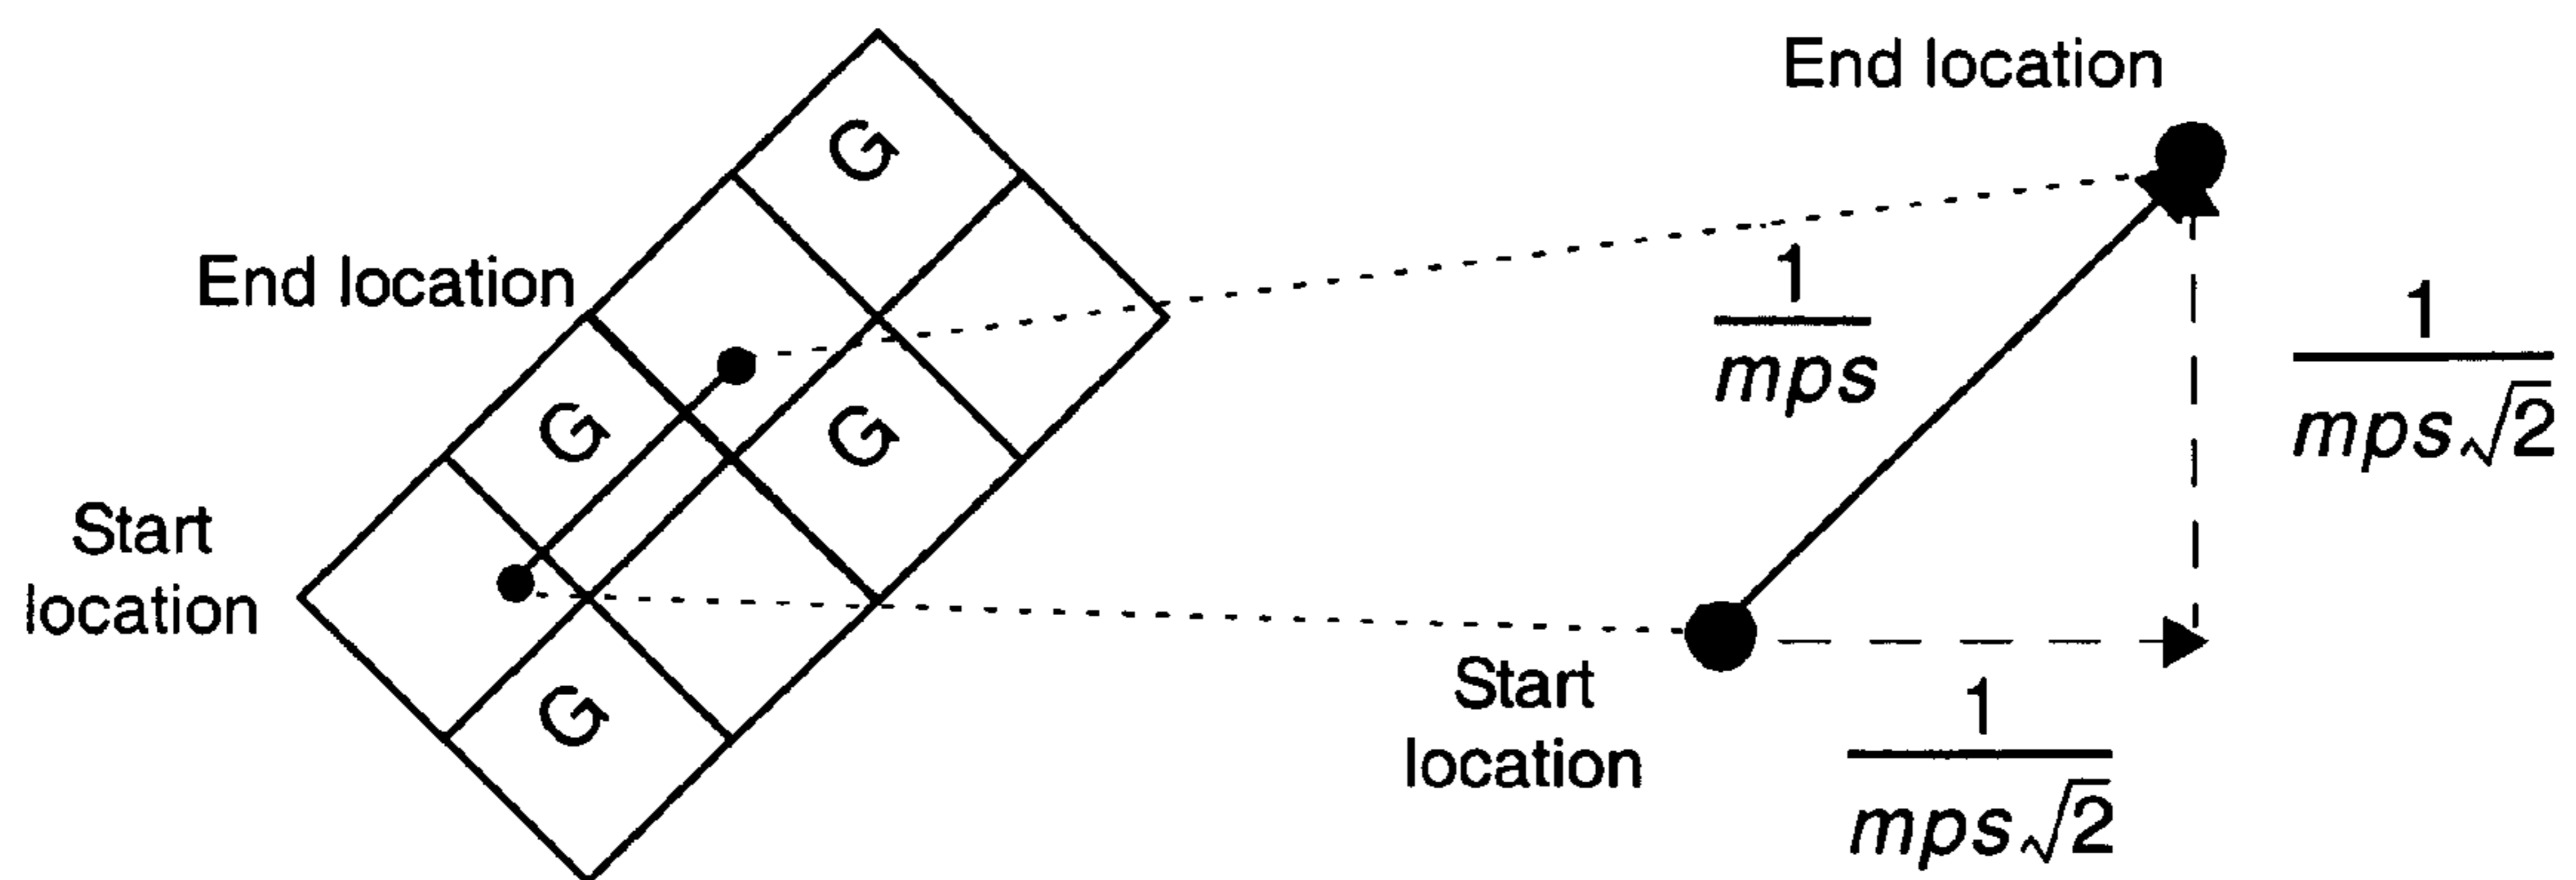 End location
G
End location
1
mps
1
mps√2
G
G
Start
location
Start
location
G
1
mps√2